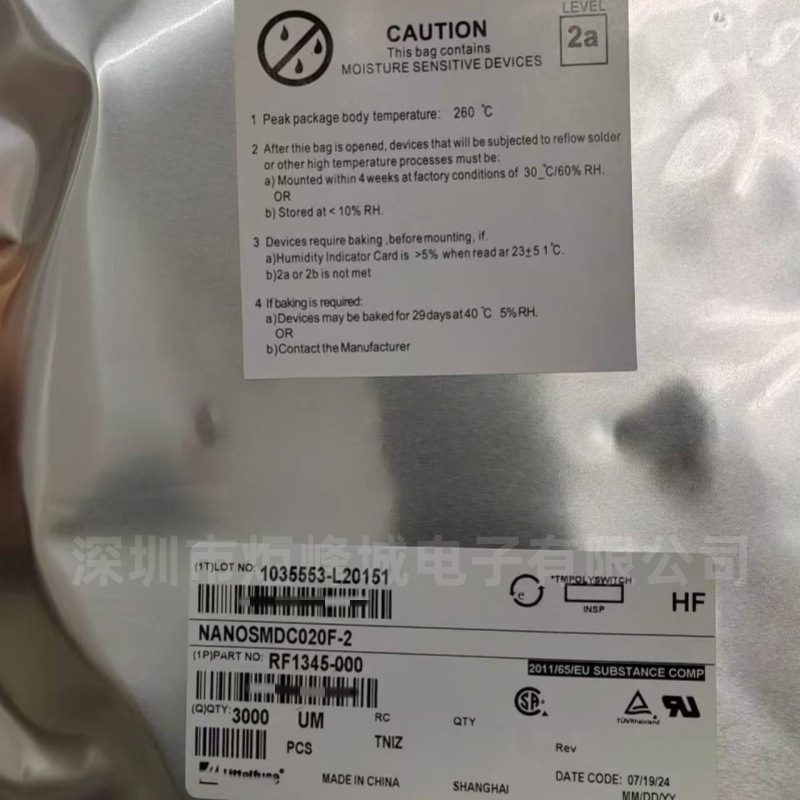 LEVEL
2a
CAUTION
This bag contains
MOISTURE SENSITIVE DEVICES
1 Peak package body temperature: 260 ℃
2 After thie bag is opened, devices that will be subjected to reflow solder
or other high temperature processes must be:
a) Mounted within 4 weeks at factory conditions of 30_℃/60% RH.
OR
b) Stored at < 10% RH.
3 Devices require baking ,before mounting, if.
a)Humidity Indicator Card is >5% when read ar 23±5 1℃.
b)2a or 2b is not met
4 If baking is required:
a)Devices may be baked for 29days at 40 ℃ 5%RH.
OR
b)Contact the Manufacturer
深圳市炬峰城电子有限公司
(1T)LOT NO: 1035553-L20151
e
*TMPOLYSWITCH
INSP
HF
NANOSMDC020F-2
(1P)PART NO: RF1345-000
2011/65/EU SUBSTANCE COMP
SA
TÜVRheinland
(Q)QTY: 3000 UM RC QTY
PCS TNIZ Rev
Littelfuse
MADE IN CHINA SHANGHAI DATE CODE: 07/19/24
MM/DD/YY